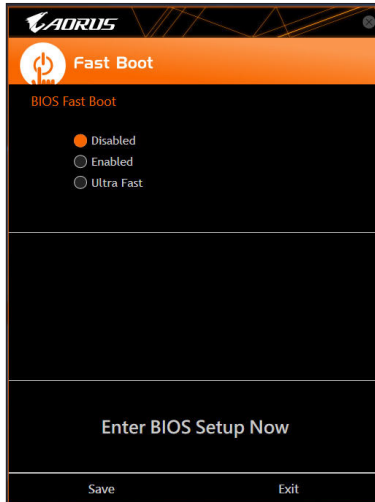 AORUS
Fast Boot
BIOS Fast Boot
Disabled
Enabled
Ultra Fast
Enter BIOS Setup Now
Save Exit